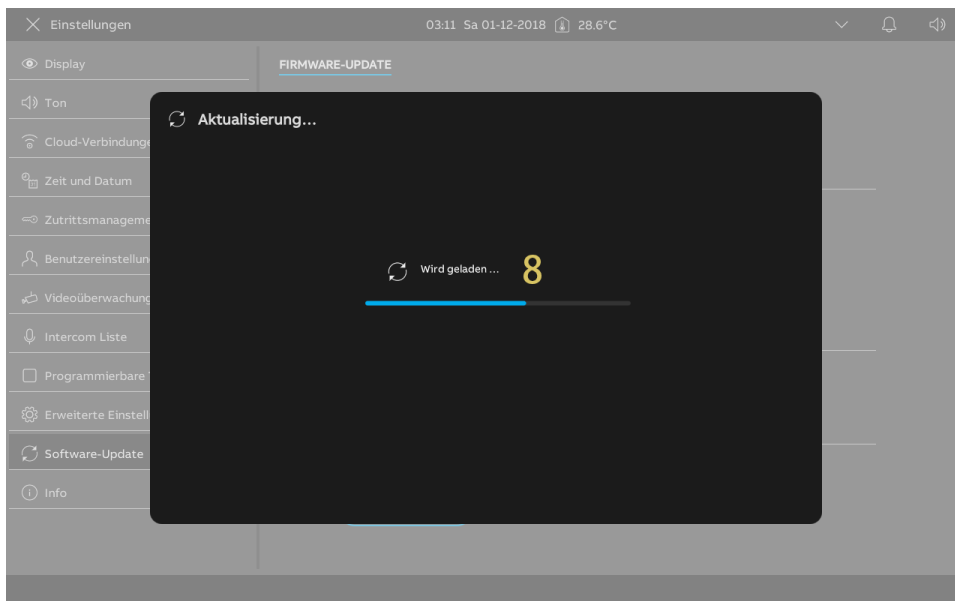 Einstellungen
03:11 Sa 01-12-2018 28.6°C
Display
FIRMWARE-UPDATE
Ton
Aktualisierung...
Cloud-Verbindunge
Zeit und Datum
Zutrittsmanageme
Benutzereinstellun
Wird geladen ... 8
Videoüberwachung
Intercom Liste
Programmierbare
Erweiterte Einstell
Software-Update
Info